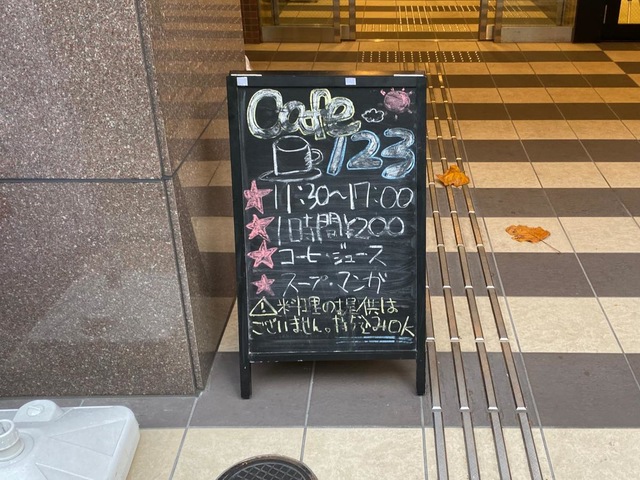 Cafe
123
11:30～17:00
1時間¥200
コーヒー・ジュース
スープ・マンガ
⚠料理の提供は
ございません。持ち込みOK